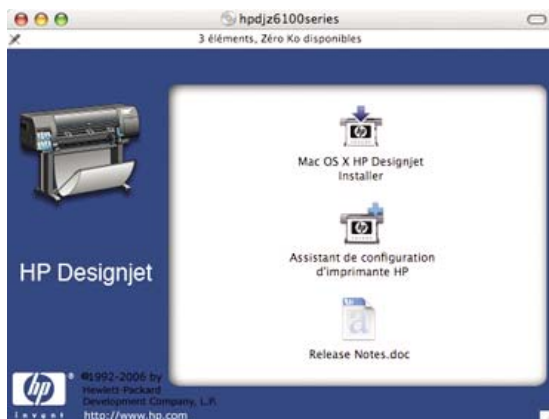 hpdjz6100series
3 éléments, Zéro Ko disponibles
Mac OS X HP Designjet
Installer
Assistant de configuration
d'imprimante HP
HP Designjet
Release Notes.doc
hp
®
invent
©1992-2006 by
Hewlett-Packard
Development Company, L.P.
http://www.hp.com